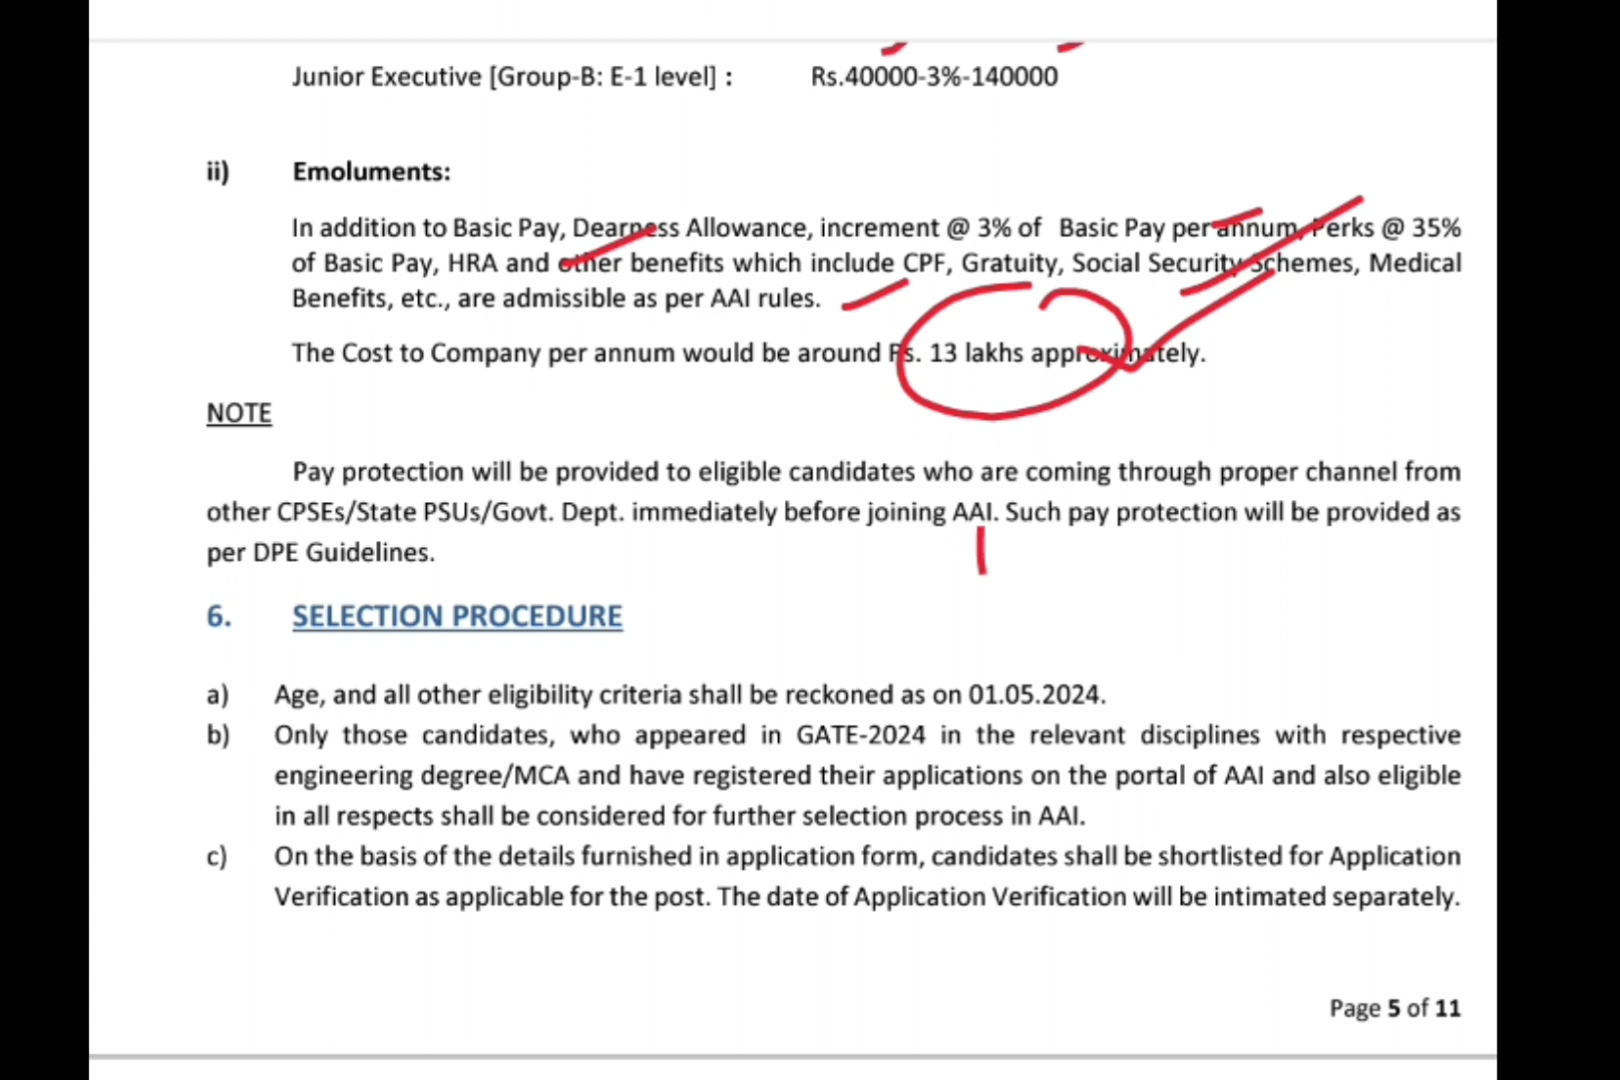 Junior Executive [Group-B: E-1 level] : Rs.40000-3%-140000
ii) Emoluments:
In addition to Basic Pay, Dearness Allowance, increment @ 3% of Basic Pay per annum, Perks @ 35%
of Basic Pay, HRA and other benefits which include CPF, Gratuity, Social Security Schemes, Medical
Benefits, etc., are admissible as per AAI rules.
The Cost to Company per annum would be around Rs. 13 lakhs approximately.
NOTE
Pay protection will be provided to eligible candidates who are coming through proper channel from
other CPSEs/State PSUs/Govt. Dept. immediately before joining AAI. Such pay protection will be provided as
per DPE Guidelines.
6. SELECTION PROCEDURE
a) Age, and all other eligibility criteria shall be reckoned as on 01.05.2024.
b) Only those candidates, who appeared in GATE-2024 in the relevant disciplines with respective
engineering degree/MCA and have registered their applications on the portal of AAI and also eligible
in all respects shall be considered for further selection process in AAI.
c) On the basis of the details furnished in application form, candidates shall be shortlisted for Application
Verification as applicable for the post. The date of Application Verification will be intimated separately.
Page 5 of 11